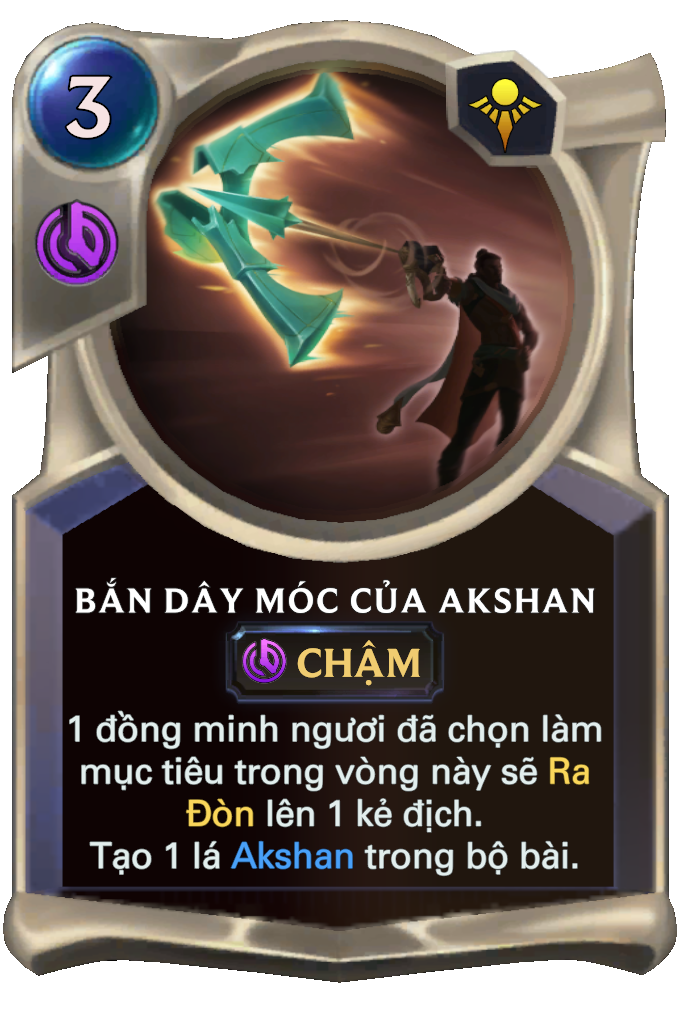 3
BẮN DÂY MÓC CỦA AKSHAN
CHẬM
1 đồng minh ngươi đã chọn làm
mục tiêu trong vòng này sẽ Ra
Đòn lên 1 kẻ địch.
Tạo 1 lá Akshan trong bộ bài.